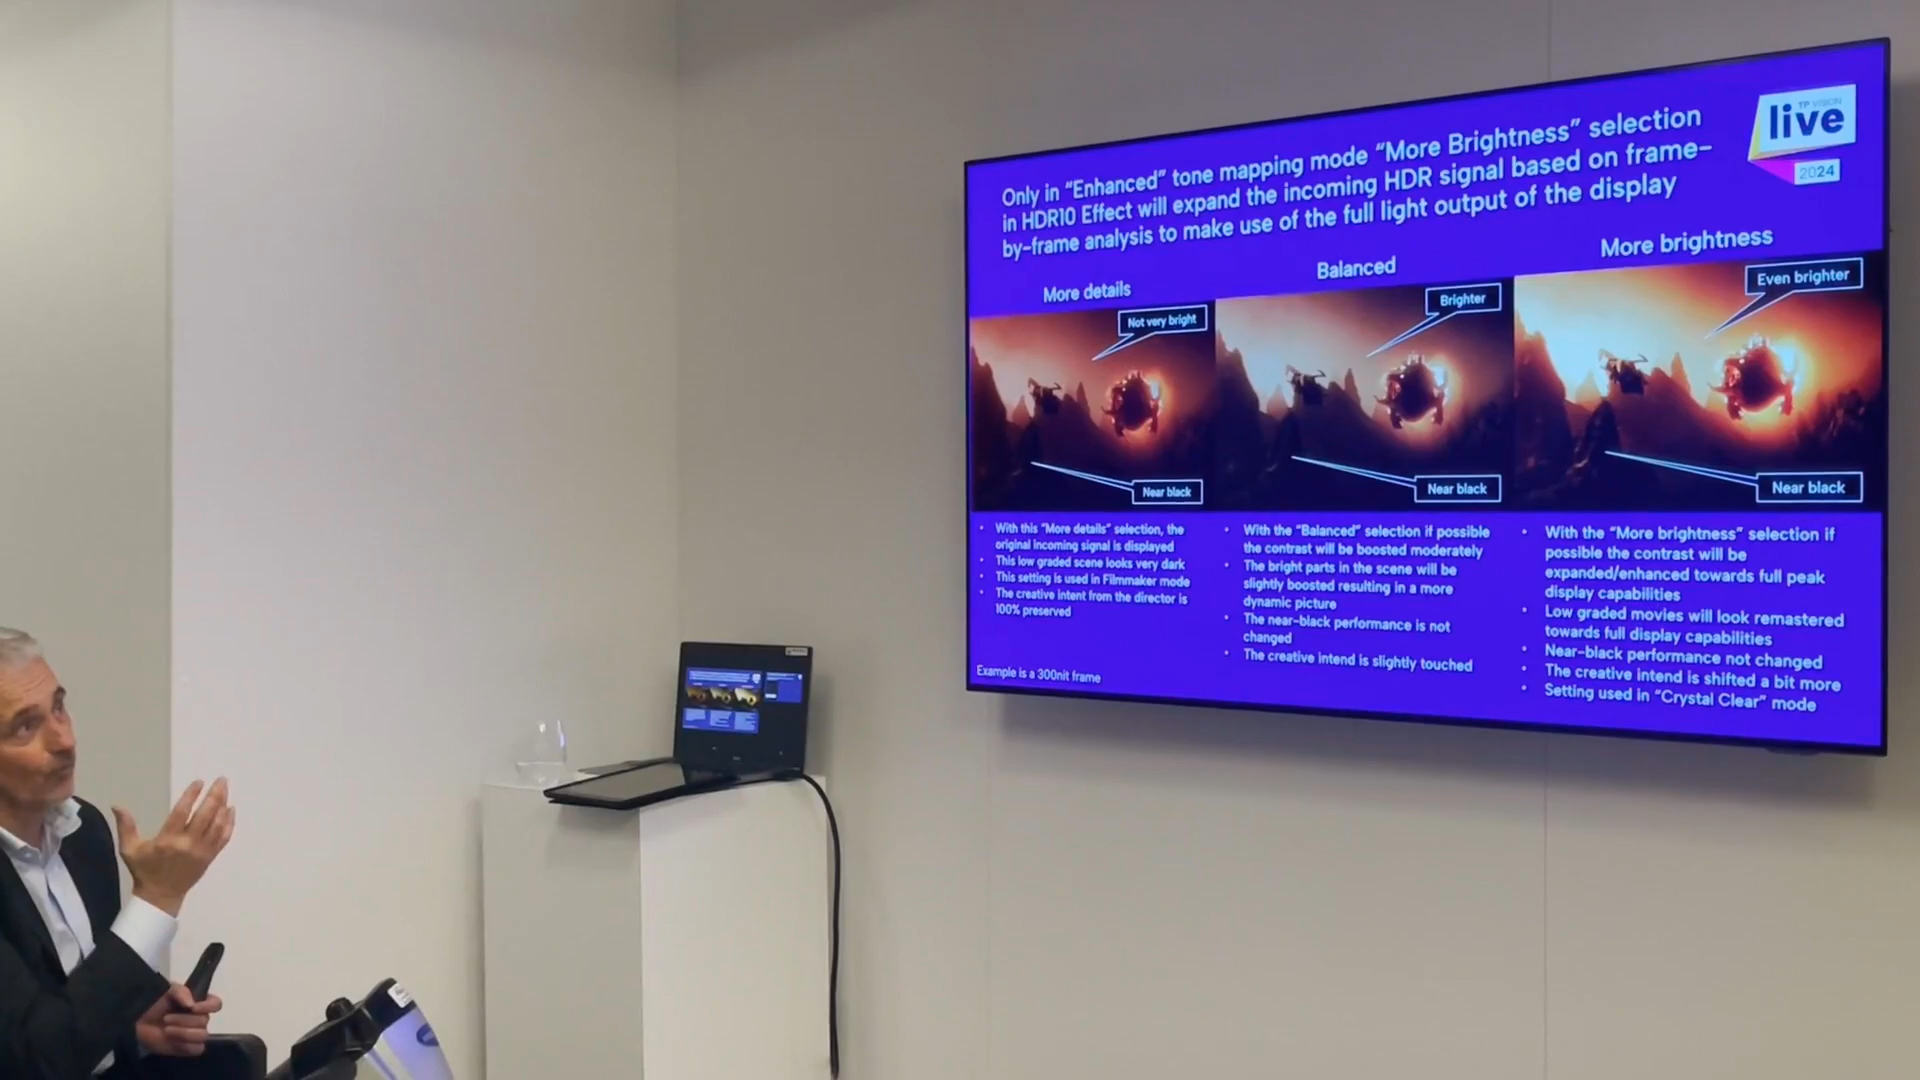 TP VISION
live
2024
Only in “Enhanced” tone mapping mode “More Brightness” selection
in HDR10 Effect will expand the incoming HDR signal based on frame-
by-frame analysis to make use of the full light output of the display
More details
Balanced
More brightness
Not very bright
Brighter
Even brighter
Near black
Near black
Near black
• With this “More details” selection, the
original incoming signal is displayed
• This low graded scene looks very dark
• This setting is used in Filmmaker mode
• The creative intent from the director is
100% preserved
• With the “Balanced” selection if possible
the contrast will be boosted moderately
• The bright parts in the scene will be
slightly boosted resulting in a more
dynamic picture
• The near-black performance is not
changed
• The creative intend is slightly touched
• With the “More brightness” selection if
possible the contrast will be
expanded/enhanced towards full peak
display capabilities
• Low graded movies will look remastered
towards full display capabilities
• Near-black performance not changed
• The creative intend is shifted a bit more
• Setting used in “Crystal Clear” mode
Example is a 300nit frame